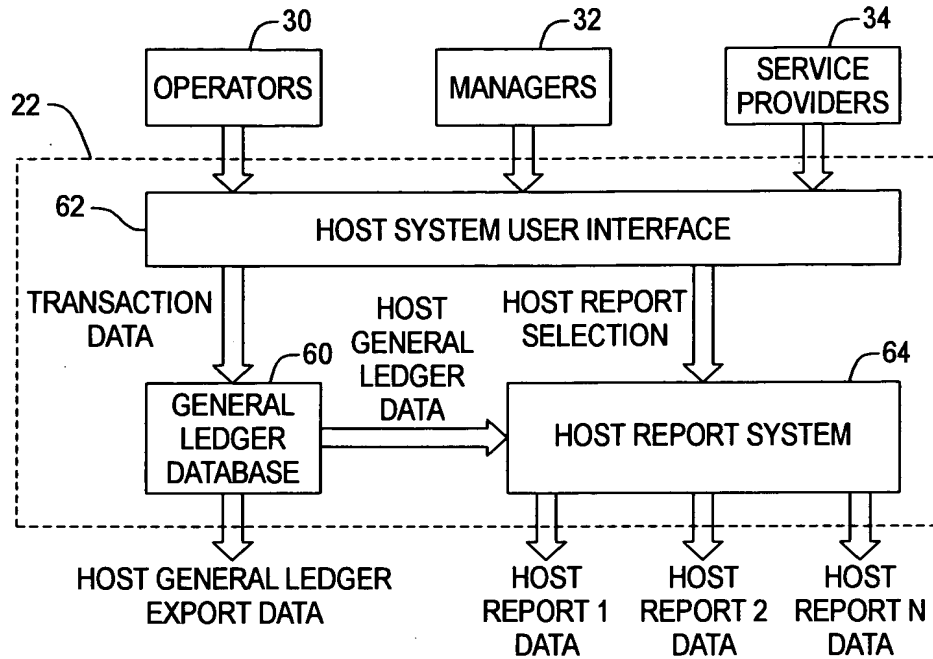 30
32
34
OPERATORS
MANAGERS
SERVICE
PROVIDERS
22
62
HOST SYSTEM USER INTERFACE
TRANSACTION
DATA
HOST
GENERAL
LEDGER
DATA
HOST REPORT
SELECTION
60
64
GENERAL
LEDGER
DATABASE
HOST REPORT SYSTEM
HOST GENERAL LEDGER
EXPORT DATA
HOST
REPORT 1
DATA
HOST
REPORT 2
DATA
HOST
REPORT N
DATA